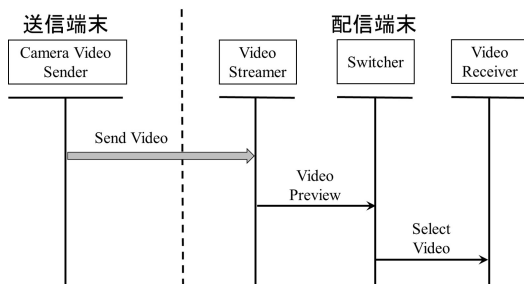 送信端末
配信端末
Camera Video
Sender
Video
Streamer
Switcher
Video
Receiver
Send Video
Video
Preview
Select
Video